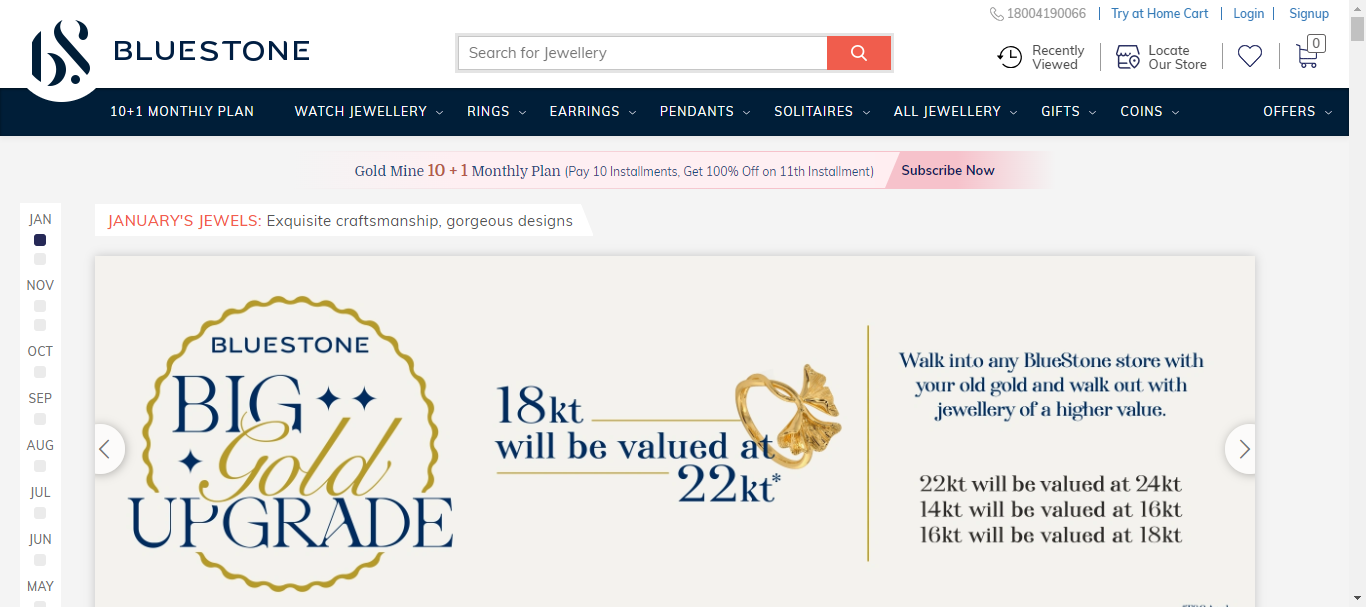 18004190066
Try at Home Cart
Login
Signup
BLUESTONE
Search for Jewellery
Recently
Viewed
Locate
Our Store
0
10+1 MONTHLY PLAN
WATCH JEWELLERY
RINGS
EARRINGS
PENDANTS
SOLITAIRES
ALL JEWELLERY
GIFTS
COINS
OFFERS
Gold Mine 10 + 1 Monthly Plan (Pay 10 Installments, Get 100% Off on 11th Installment)
Subscribe Now
JANUARY'S JEWELS: Exquisite craftsmanship, gorgeous designs
JAN
NOV
OCT
SEP
AUG
JUL
JUN
MAY
BLUESTONE
BIG
Gold
UPGRADE
18kt
will be valued at
22kt*
Walk into any BlueStone store with
your old gold and walk out with
jewellery of a higher value.
22kt will be valued at 24kt
14kt will be valued at 16kt
16kt will be valued at 18kt